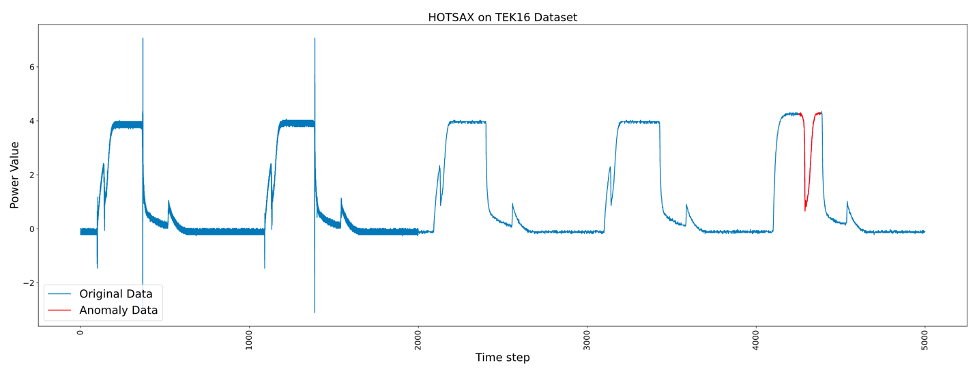 HOTSAX on TEK16 Dataset
Power Value
6
4
2
0
−2
Original Data
Anomaly Data
0
1000
2000
3000
4000
5000
Time step